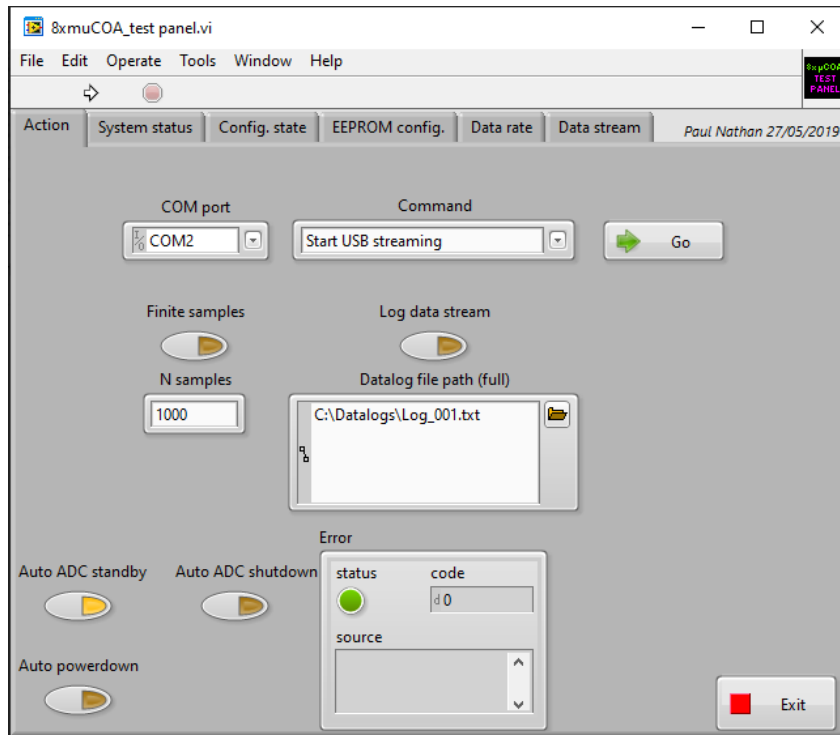 8xmuCOA_test panel.vi
File Edit Operate Tools Window Help
8xµCOA
TEST
PANEL
Action System status Config. state EEPROM config. Data rate Data stream Paul Nathan 27/05/2019
COM port Command
I/O COM2 Start USB streaming Go
Finite samples Log data stream
N samples Datalog file path (full)
1000 C:\Datalogs\Log_001.txt
Error
Auto ADC standby Auto ADC shutdown status code
d 0
source
Auto powerdown
Exit